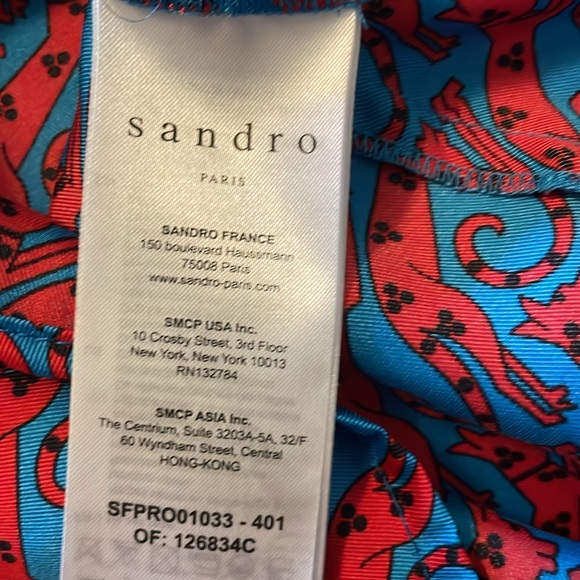 sandro
PARIS
SANDRO FRANCE
150 boulevard Haussmann
75008 Paris
www.sandro-paris.com
SMCP USA Inc.
10 Crosby Street, 3rd Floor
New York, New York 10013
RN132784
SMCP ASIA Inc.
The Centrium, Suite 3203A-5A, 32/F
60 Wyndham Street, Central
HONG-KONG
SFPRO01033 - 401
OF: 126834C